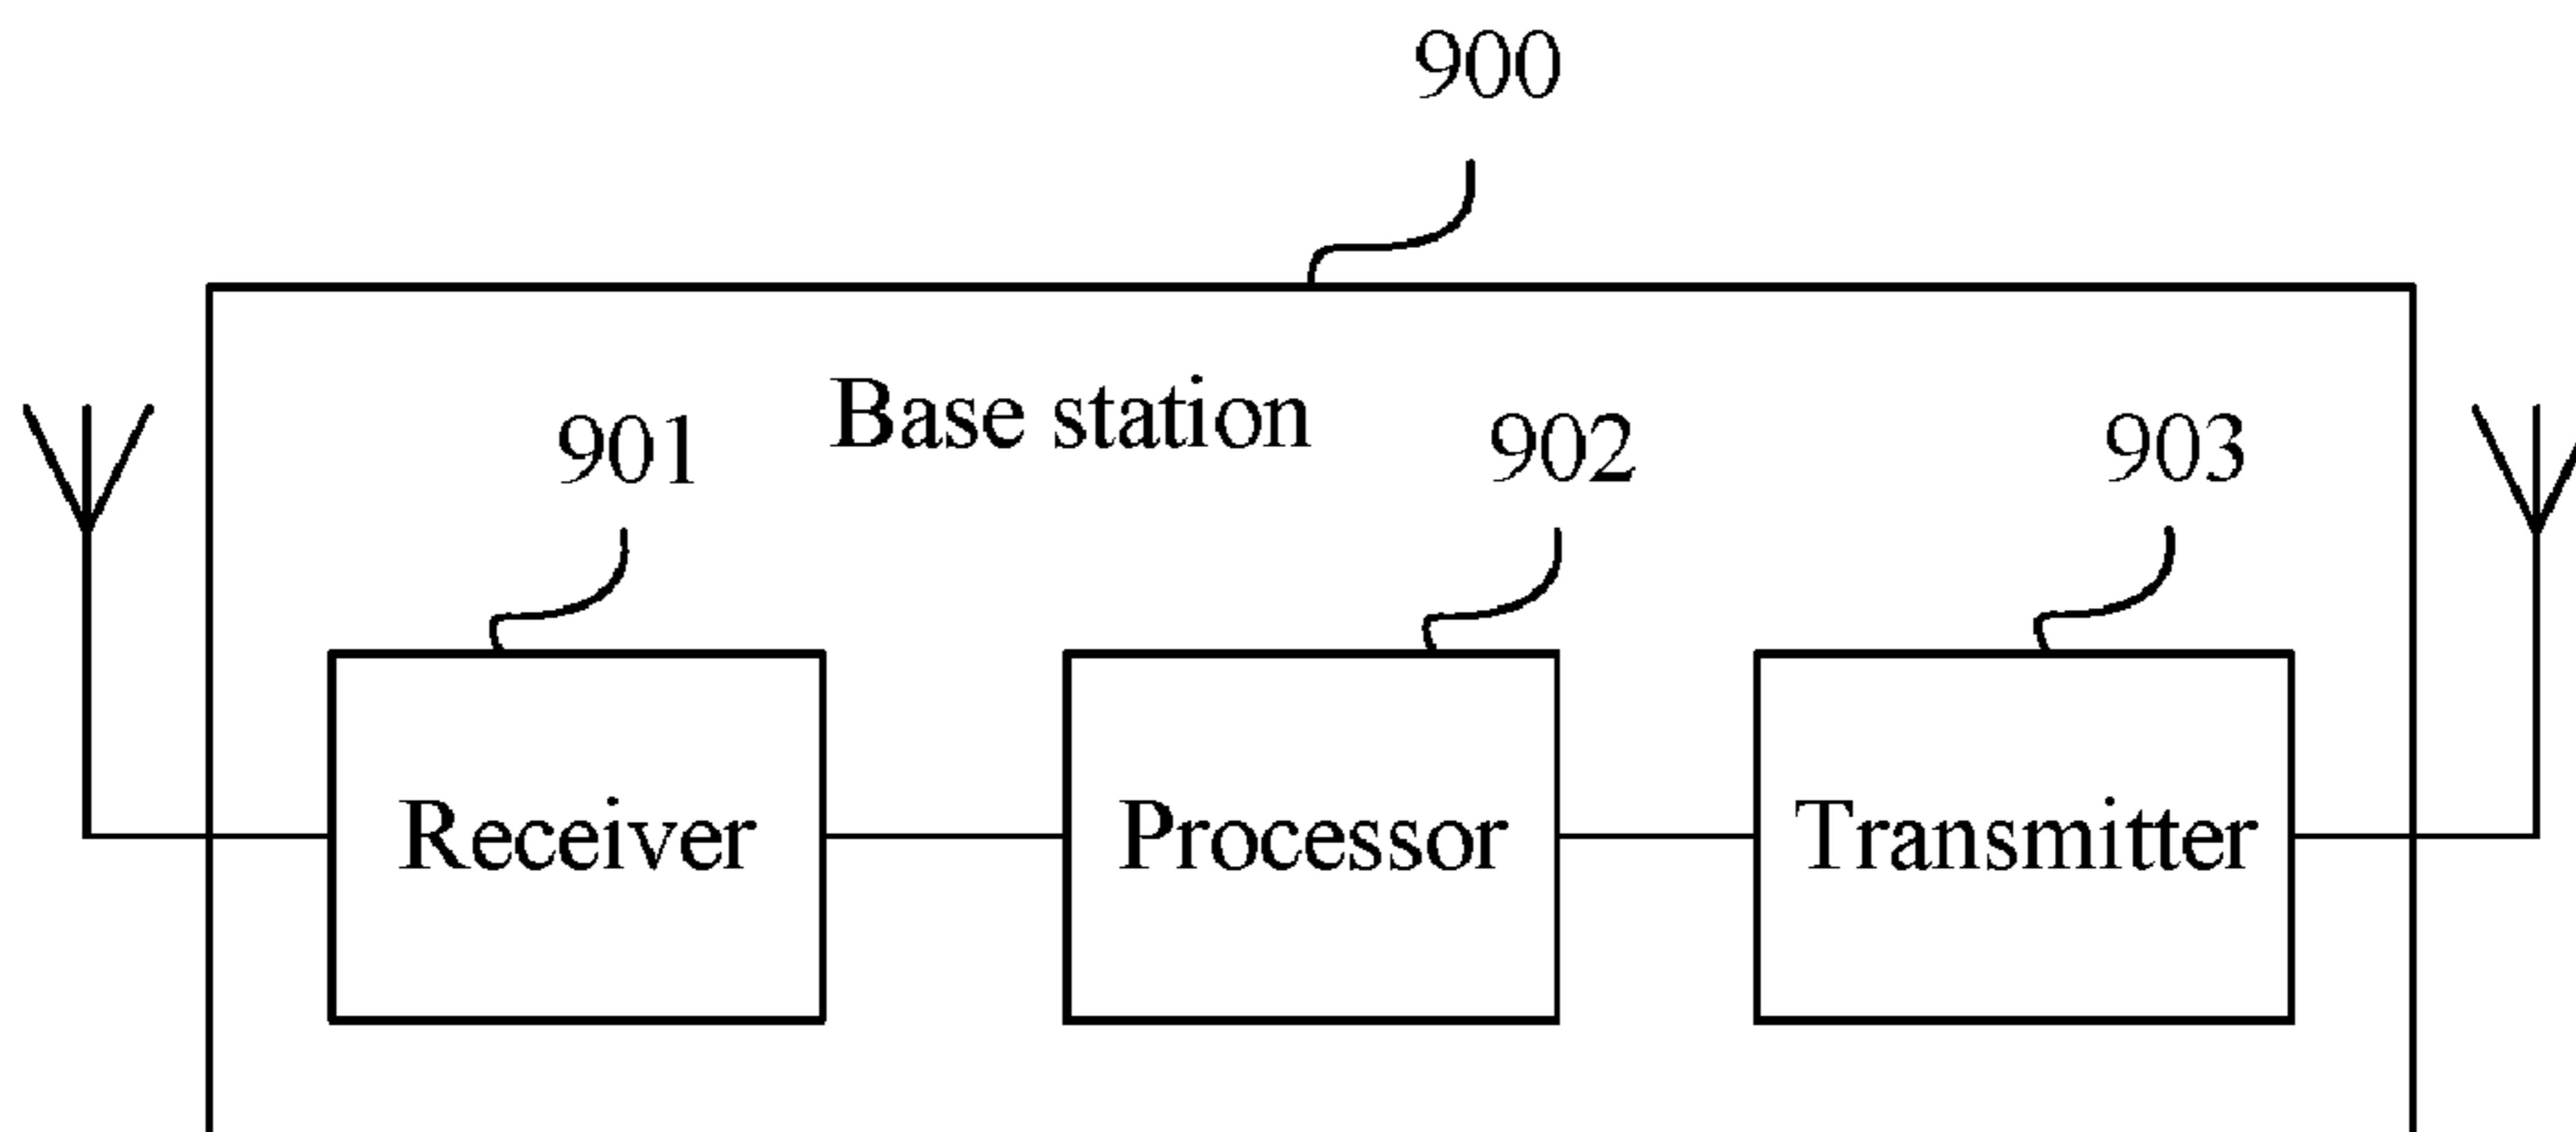 900
Base station
901
902
903
Receiver
Processor
Transmitter